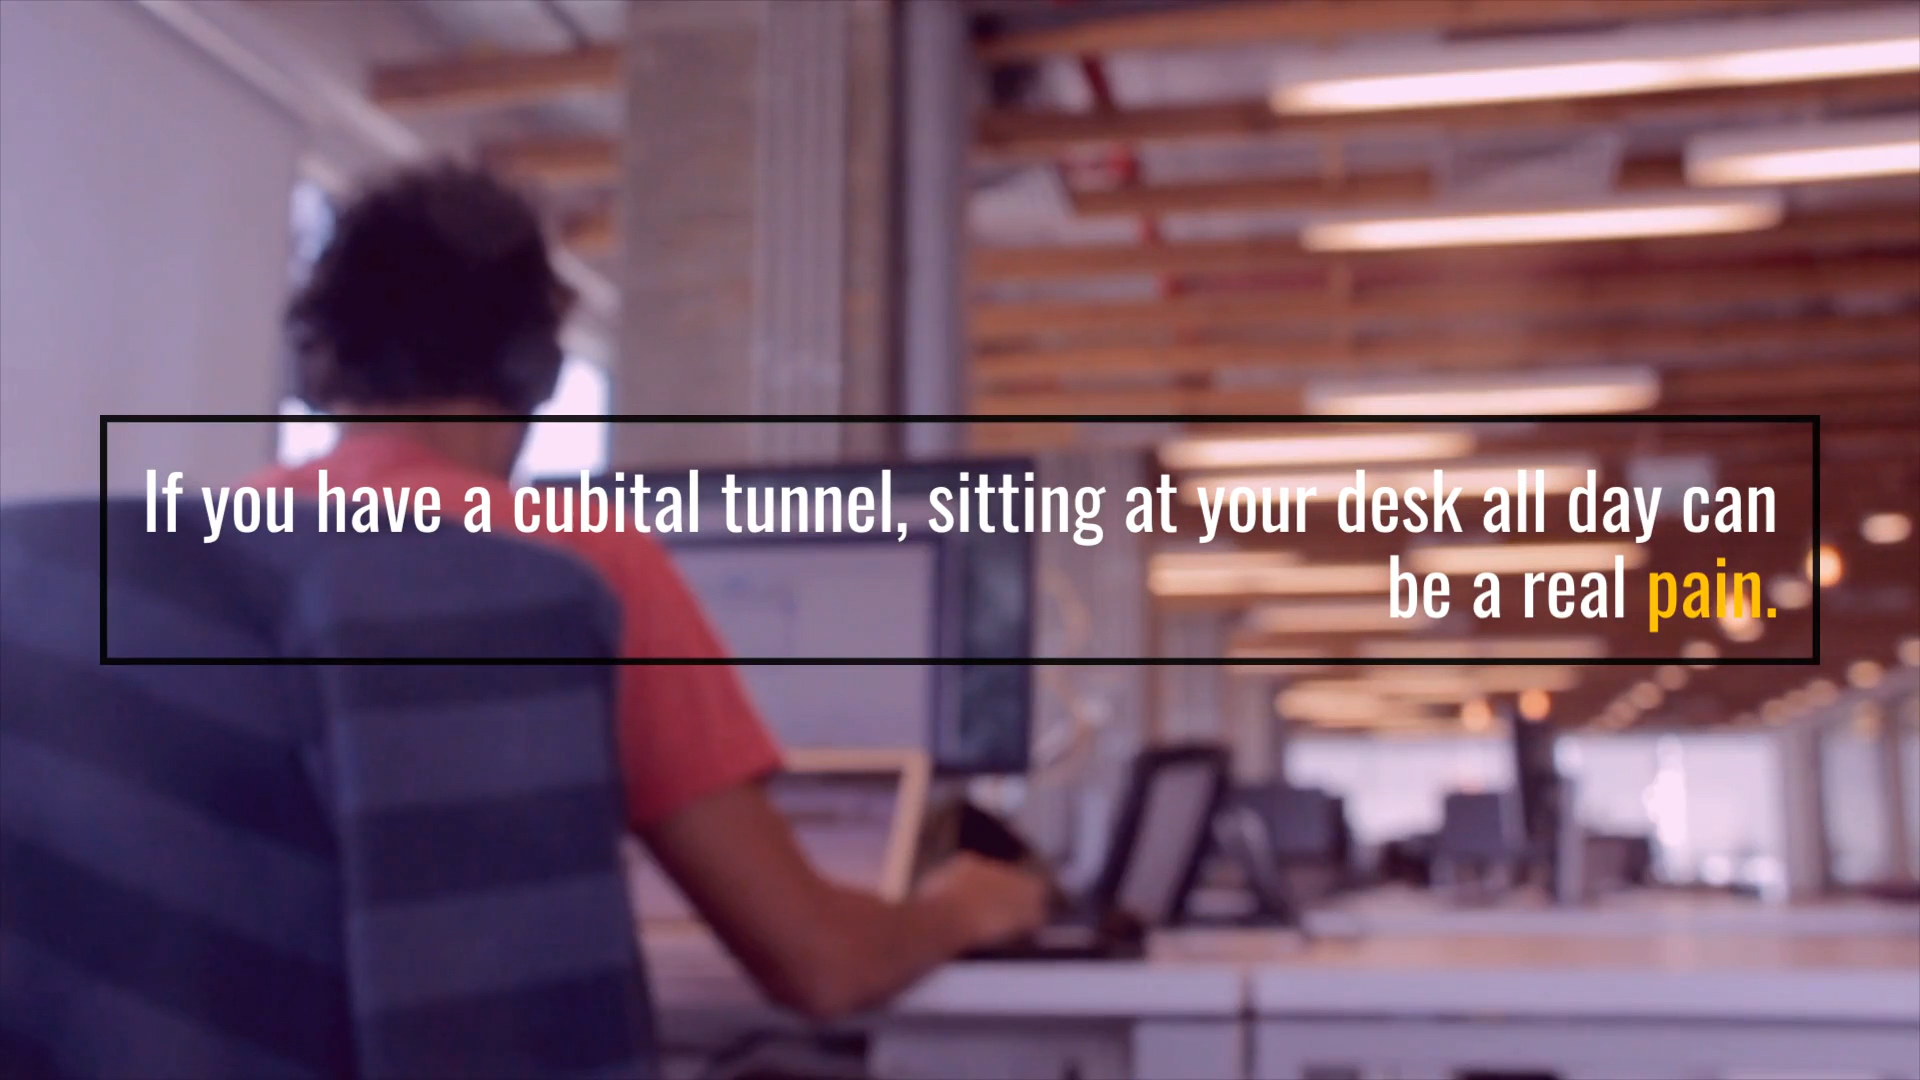 If you have a cubital tunnel, sitting at your desk all day can
be a real pain.